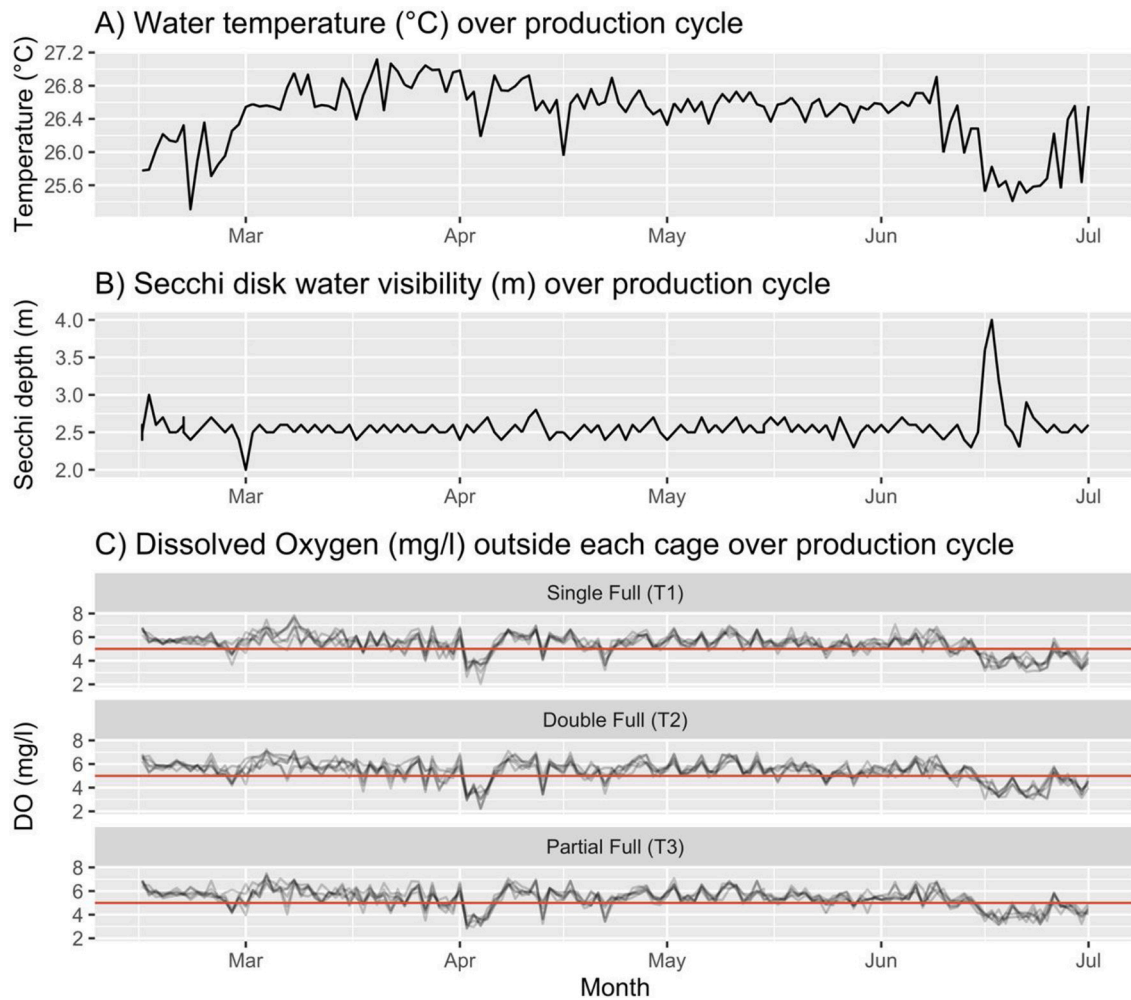 A) Water temperature (°C) over production cycle
Temperature (°C)
27.2
26.8
26.4
26.0
25.6
Mar Apr May Jun Jul
B) Secchi disk water visibility (m) over production cycle
Secchi depth (m)
4.0
3.5
3.0
2.5
2.0
Mar Apr May Jun Jul
C) Dissolved Oxygen (mg/l) outside each cage over production cycle
DO (mg/l)
Single Full (T1)
8
6
4
2
Double Full (T2)
8
6
4
2
Partial Full (T3)
8
6
4
2
Mar Apr May Jun Jul
Month